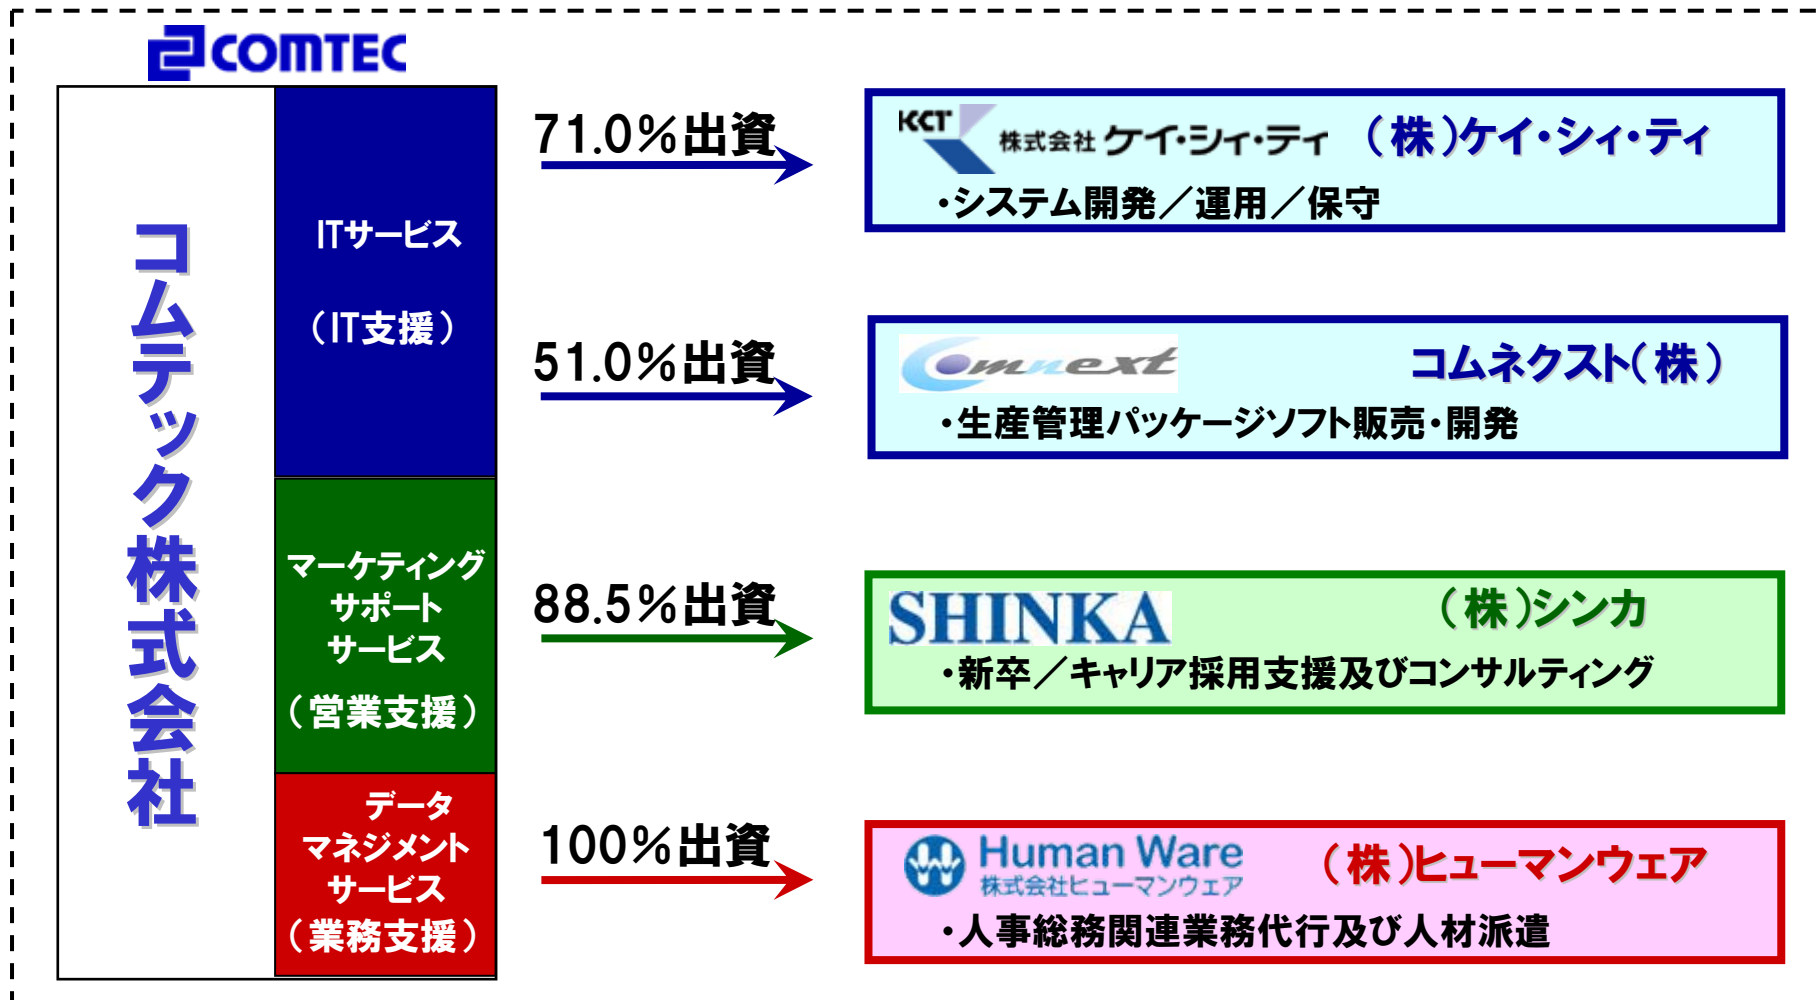 COMTEC
コムテック株式会社
ITサービス
（IT支援）
マーケティング
サポート
サービス
（営業支援）
データ
マネジメント
サービス
（業務支援）
71.0%出資
KCT 株式会社 ケイ・シィ・ティ （株）ケイ・シィ・ティ
・システム開発／運用／保守
51.0%出資
Comnext コムネクスト（株）
・生産管理パッケージソフト販売・開発
88.5%出資
SHINKA （株）シンカ
・新卒／キャリア採用支援及びコンサルティング
100%出資
Human Ware （株）ヒューマンウェア
株式会社ヒューマンウェア
・人事総務関連業務代行及び人材派遣